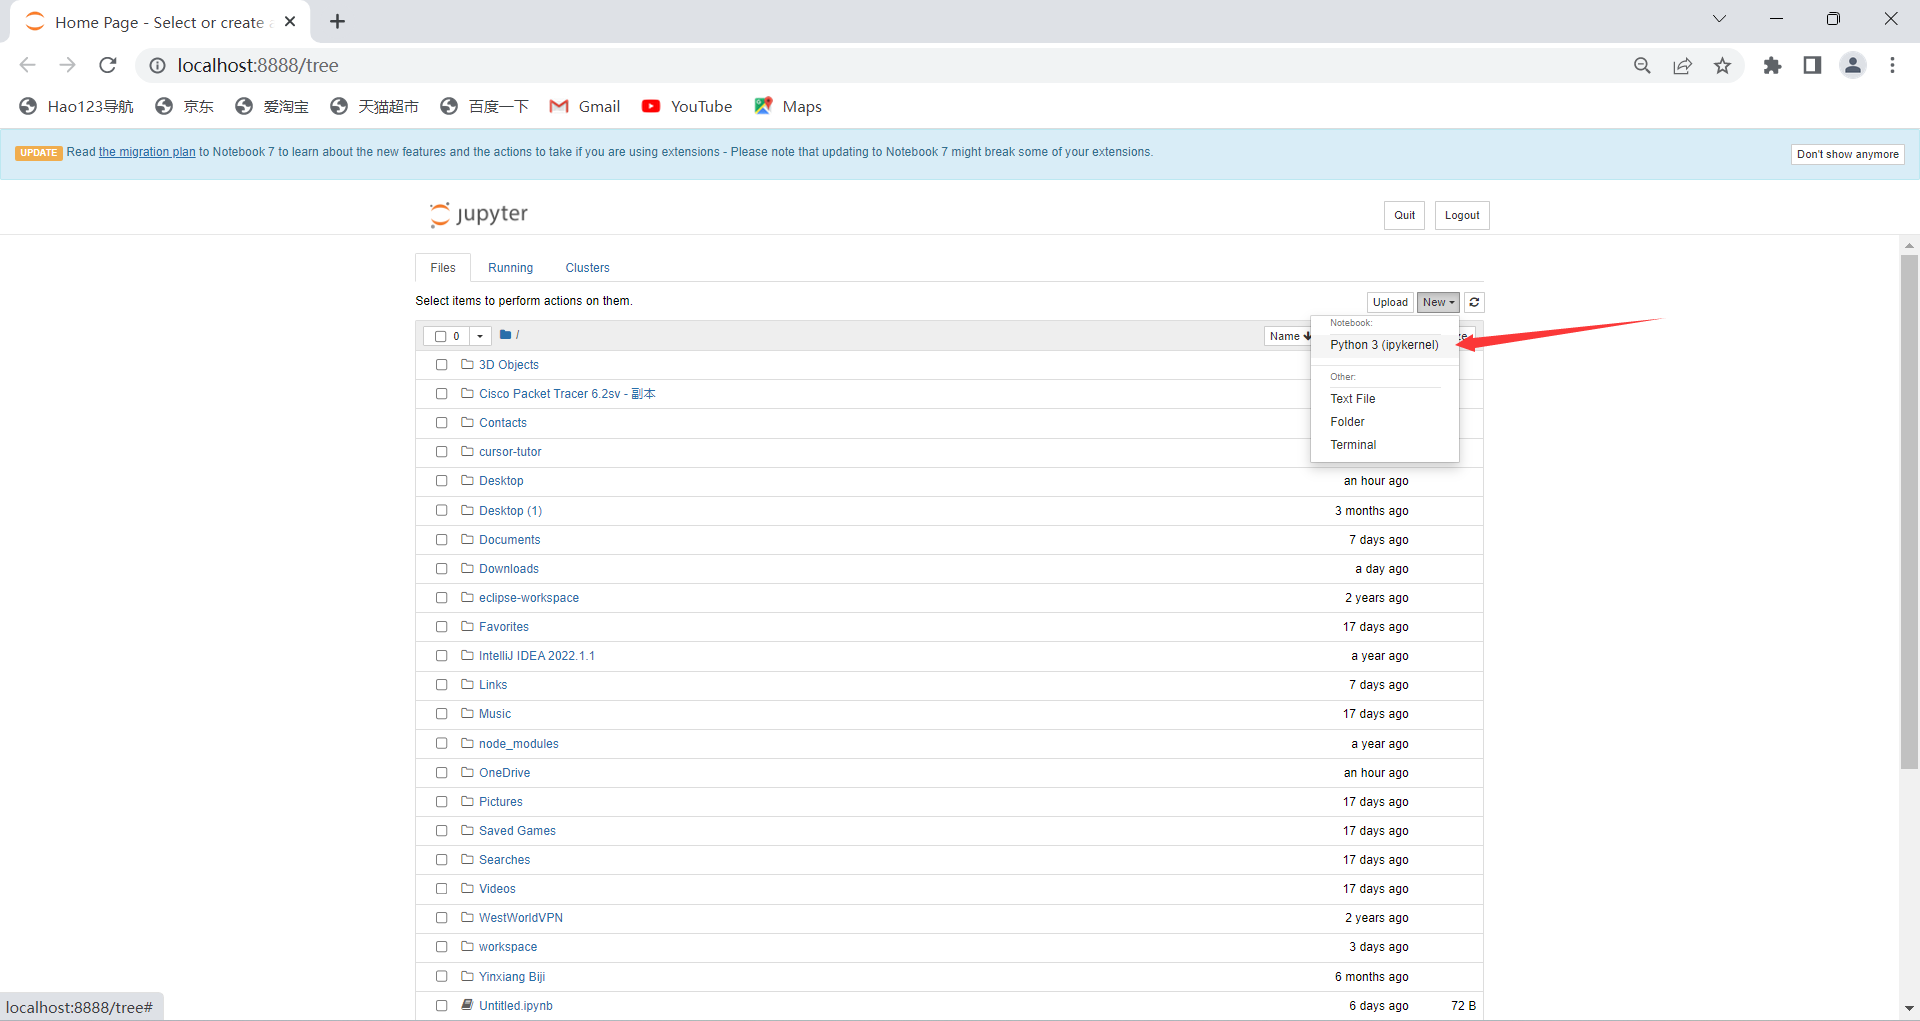 Home Page - Select or create a
localhost:8888/tree
Hao123导航 京东 爱淘宝 天猫超市 百度一下 Gmail YouTube Maps
UPDATE Read the migration plan to Notebook 7 to learn about the new features and the actions to take if you are using extensions - Please note that updating to Notebook 7 might break some of your extensions.
Don't show anymore
jupyter
Quit Logout
Files Running Clusters
Select items to perform actions on them.
Upload New
0 /
Name
Notebook:
Python 3 (ipykernel)
Other:
Text File
Folder
Terminal
3D Objects
Cisco Packet Tracer 6.2sv - 副本
Contacts
cursor-tutor
Desktop an hour ago
Desktop (1) 3 months ago
Documents 7 days ago
Downloads a day ago
eclipse-workspace 2 years ago
Favorites 17 days ago
IntelliJ IDEA 2022.1.1 a year ago
Links 7 days ago
Music 17 days ago
node_modules a year ago
OneDrive an hour ago
Pictures 17 days ago
Saved Games 17 days ago
Searches 17 days ago
Videos 17 days ago
WestWorldVPN 2 years ago
workspace 3 days ago
Yinxiang Biji 6 months ago
Untitled.ipynb 6 days ago 72 B
localhost:8888/tree#